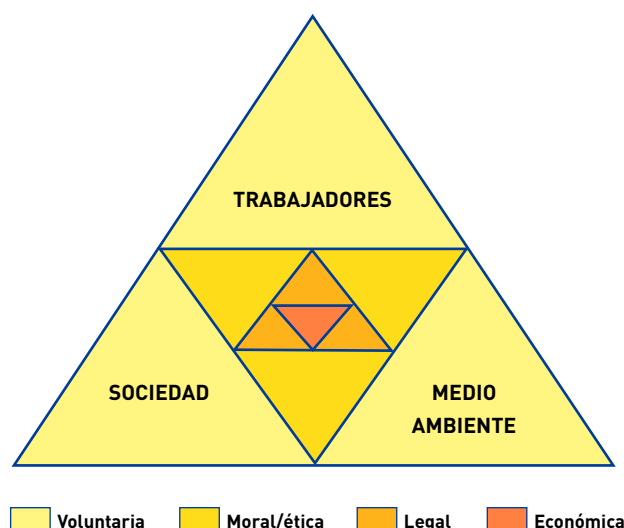 TRABAJADORES
SOCIEDAD
MEDIO
AMBIENTE
Voluntaria
Moral/ética
Legal
Económica